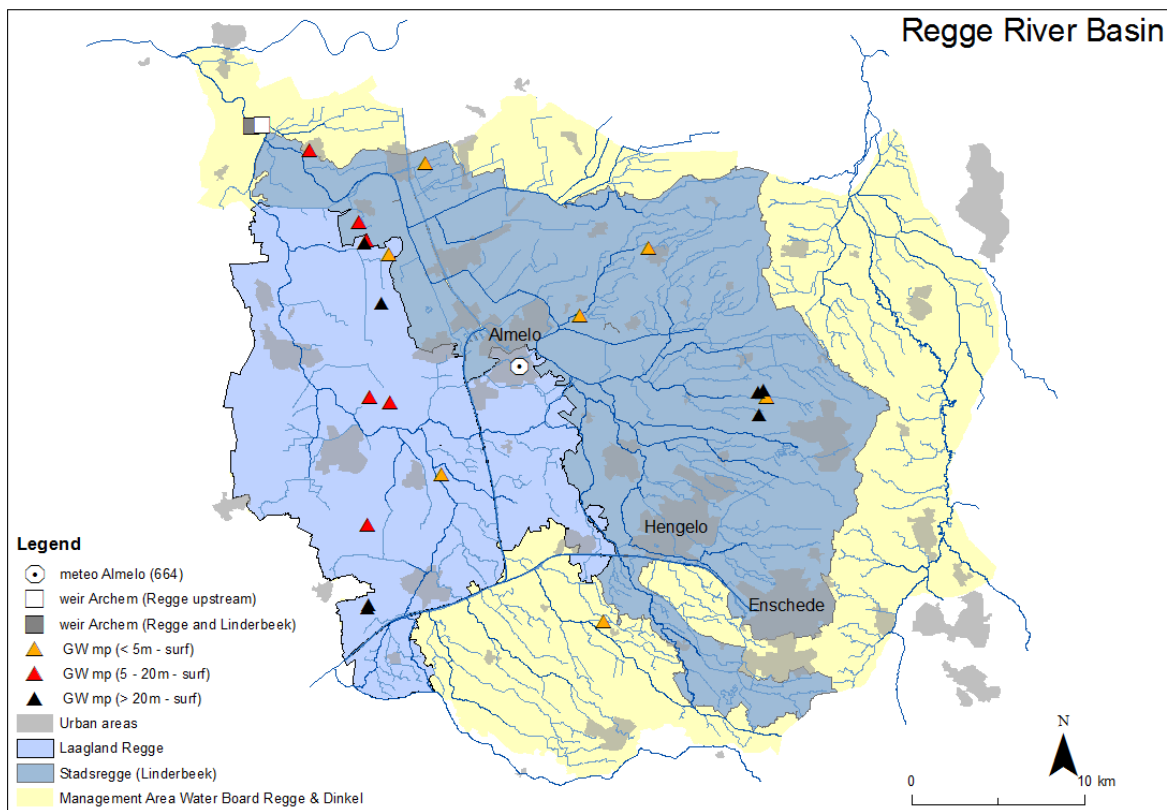 Regge River Basin
Almelo
Hengelo
Enschede
Legend
meteo Almelo (664)
weir Archem (Regge upstream)
weir Archem (Regge and Linderbeek)
GW mp (< 5m - surf)
GW mp (5 - 20m - surf)
GW mp (> 20m - surf)
Urban areas
Laagland Regge
Stadsregge (Linderbeek)
Management Area Water Board Regge & Dinkel
N
0 10 km